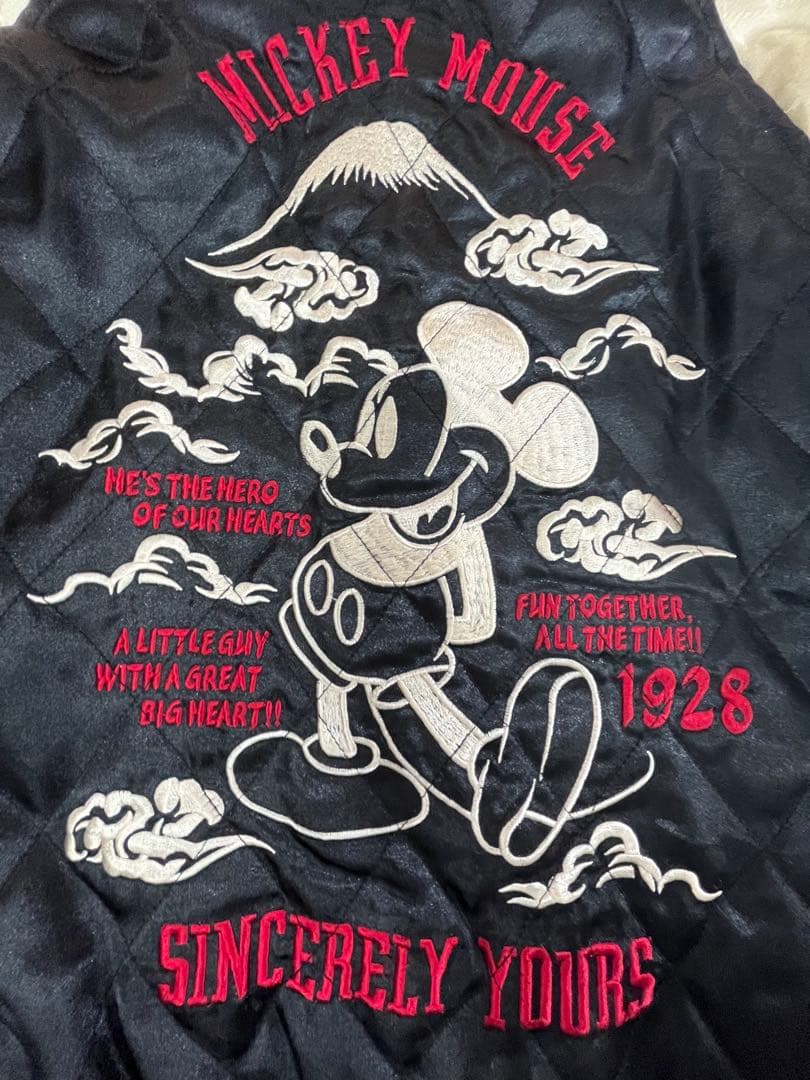 MICKEY MOUSE
HE'S THE HERO
OF OUR HEARTS
A LITTLE GUY
WITH A GREAT
BIG HEART!!
FUN TOGETHER,
ALL THE TIME!!
1928
SINCERELY YOURS